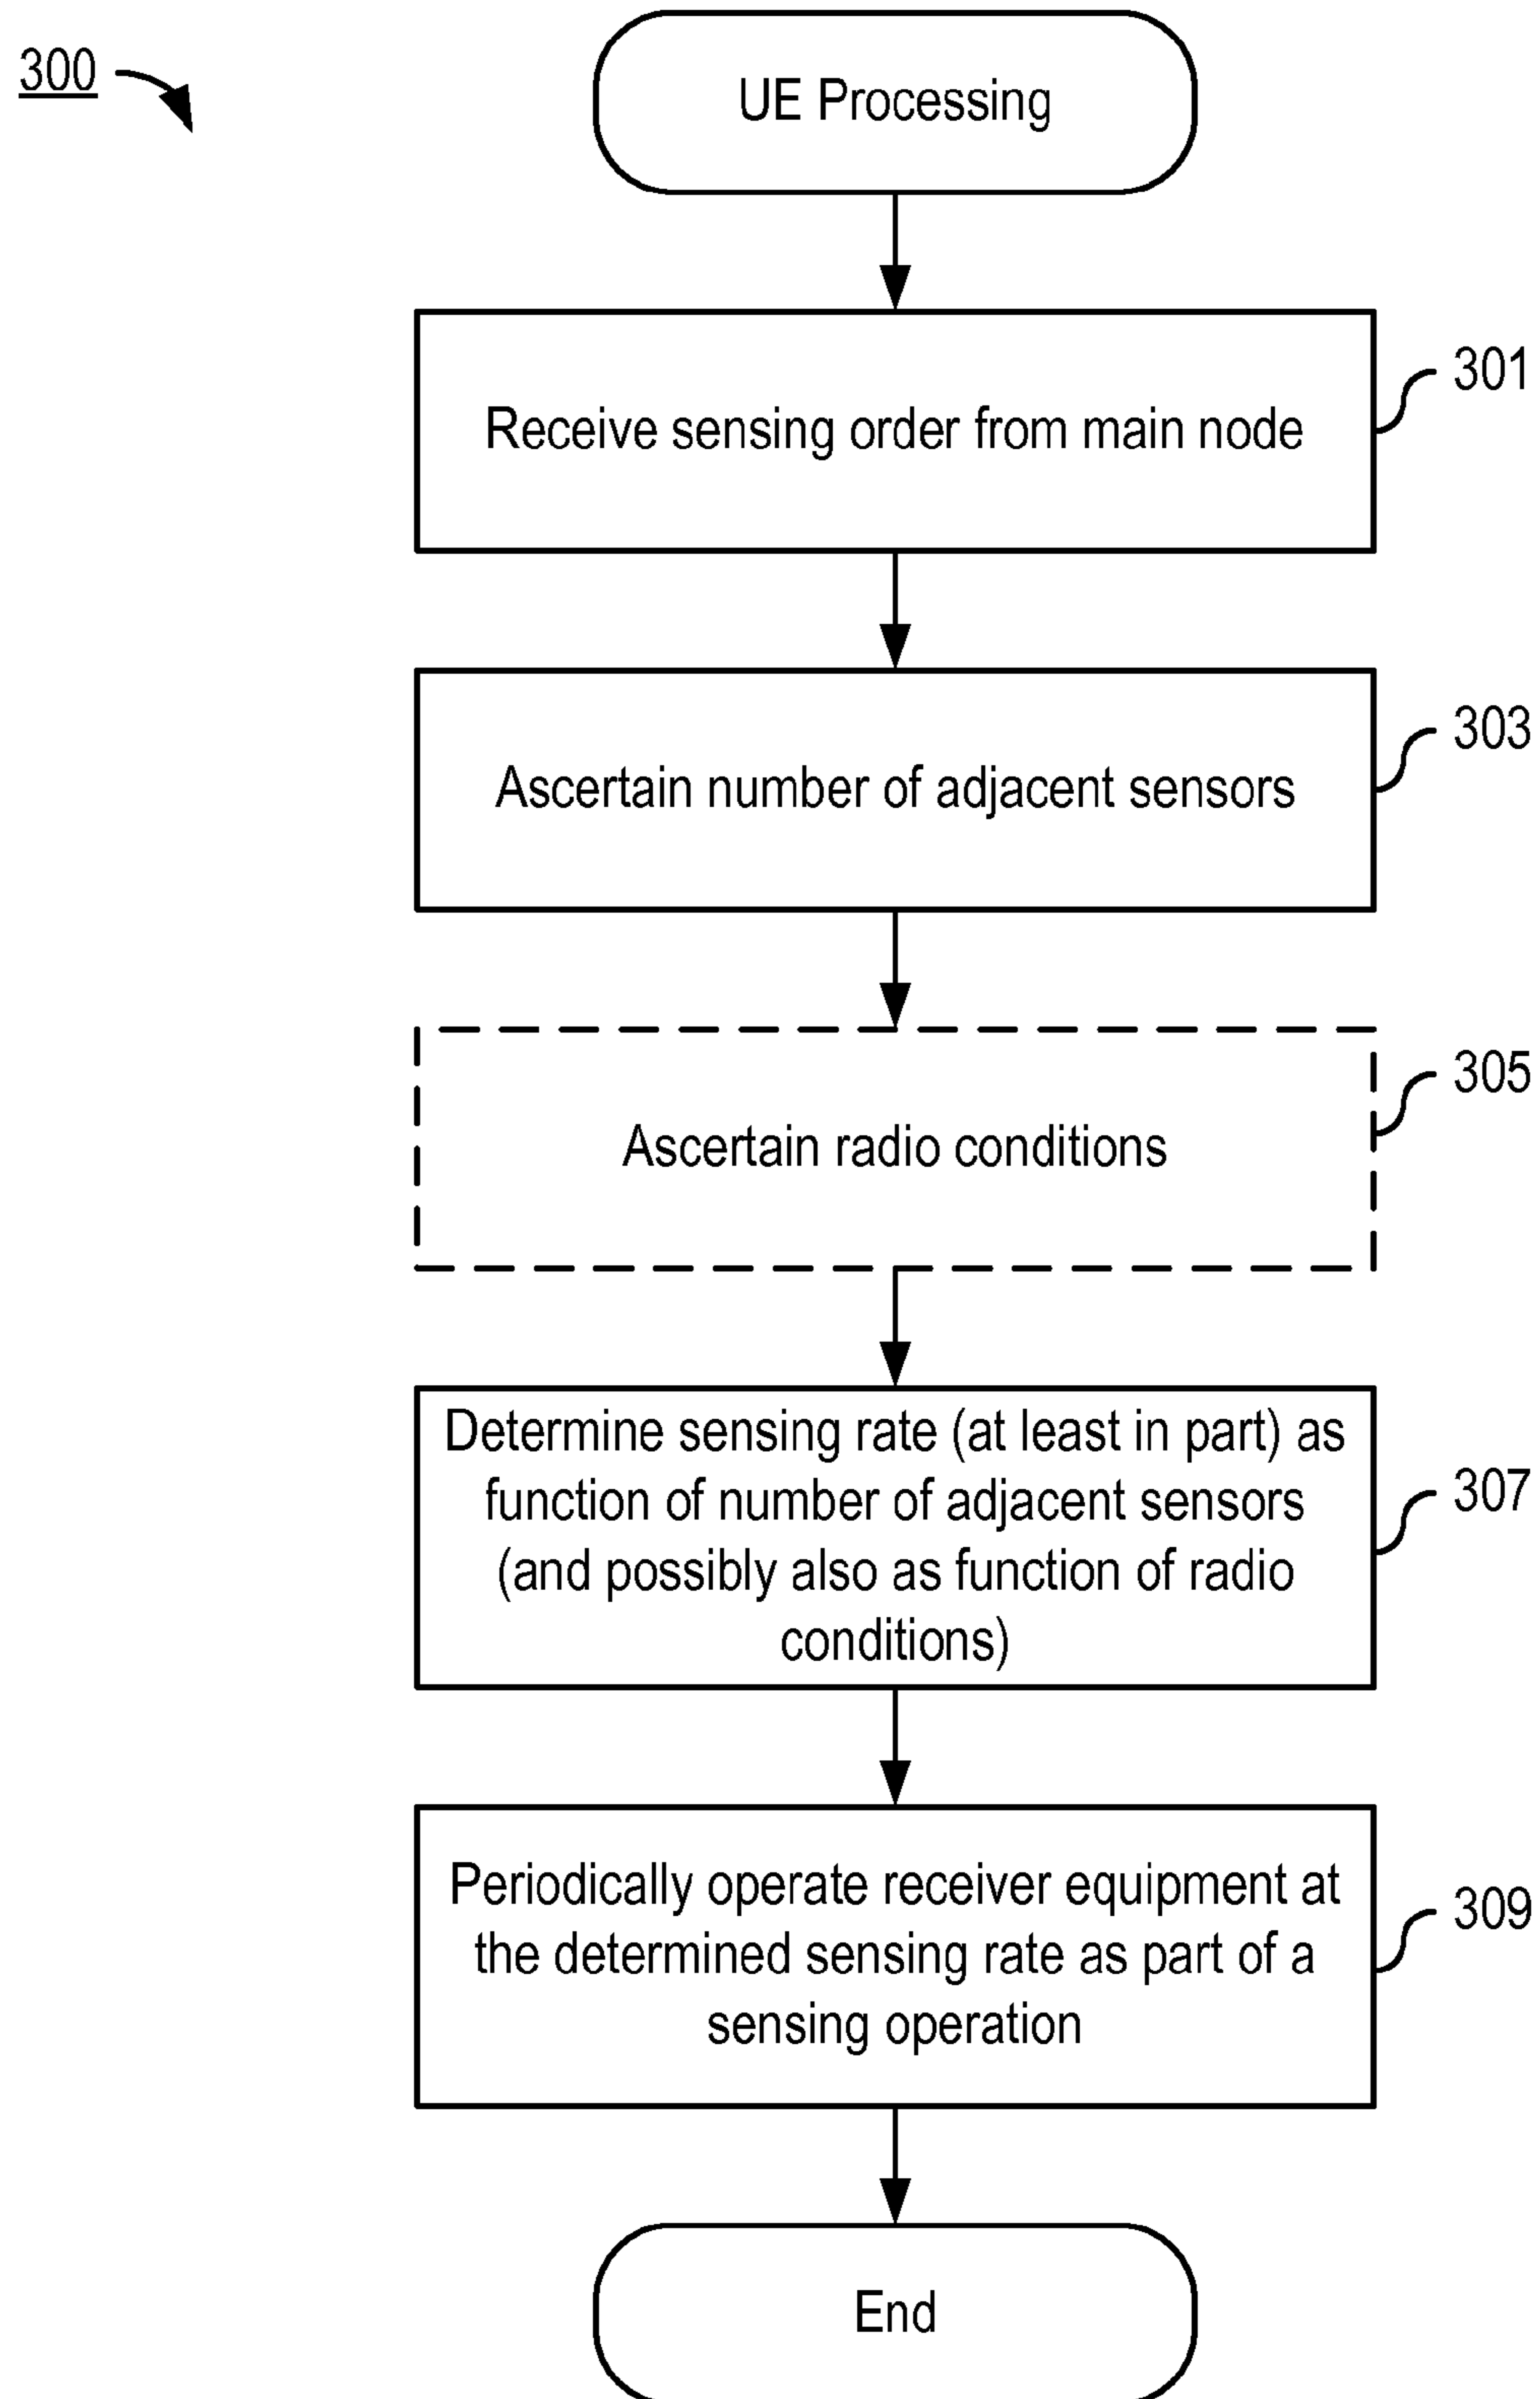 300
UE Processing
301
Receive sensing order from main node
303
Ascertain number of adjacent sensors
305
Ascertain radio conditions
Determine sensing rate (at least in part) as
function of number of adjacent sensors
307
(and possibly also as function of radio
conditions)
Periodically operate receiver equipment at
309
the determined sensing rate as part of a
sensing operation
End